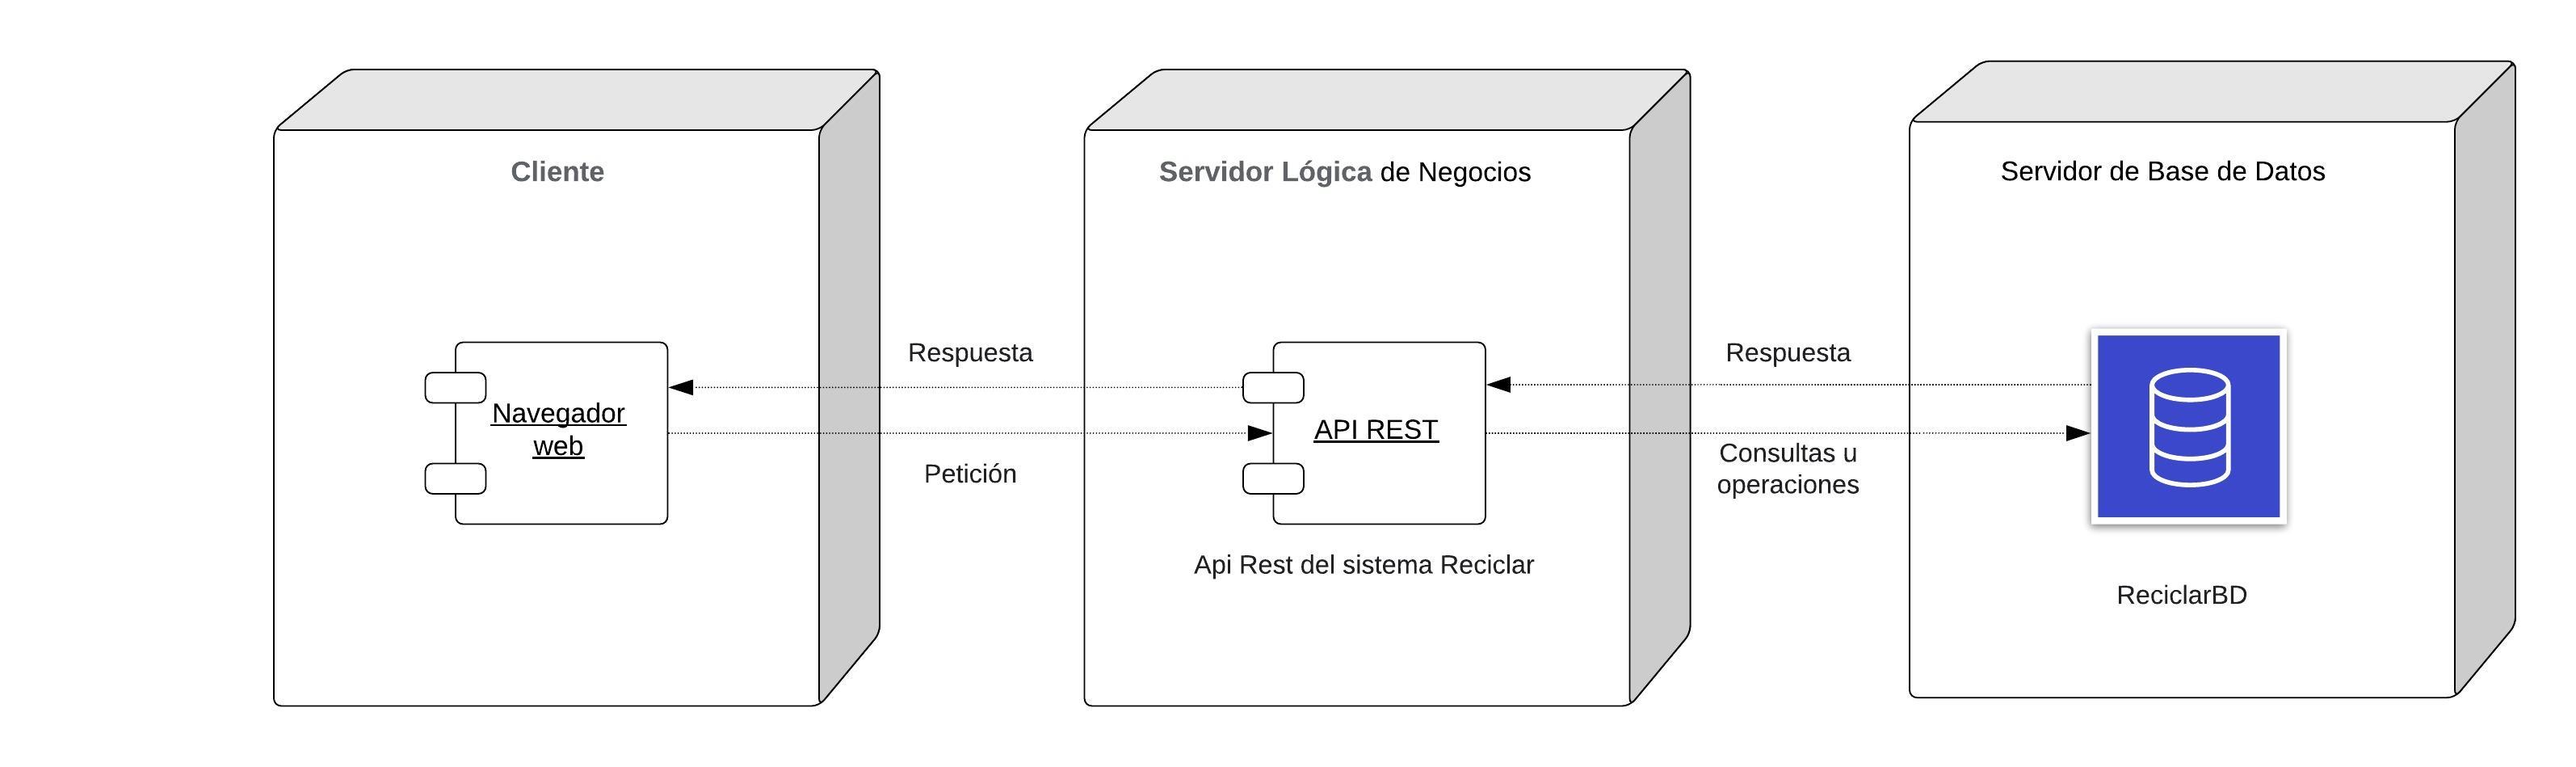 Cliente
Servidor Lógica de Negocios
Servidor de Base de Datos
Navegador
web
Respuesta
Petición
API REST
Api Rest del sistema Reciclar
Respuesta
Consultas u
operaciones
ReciclarBD